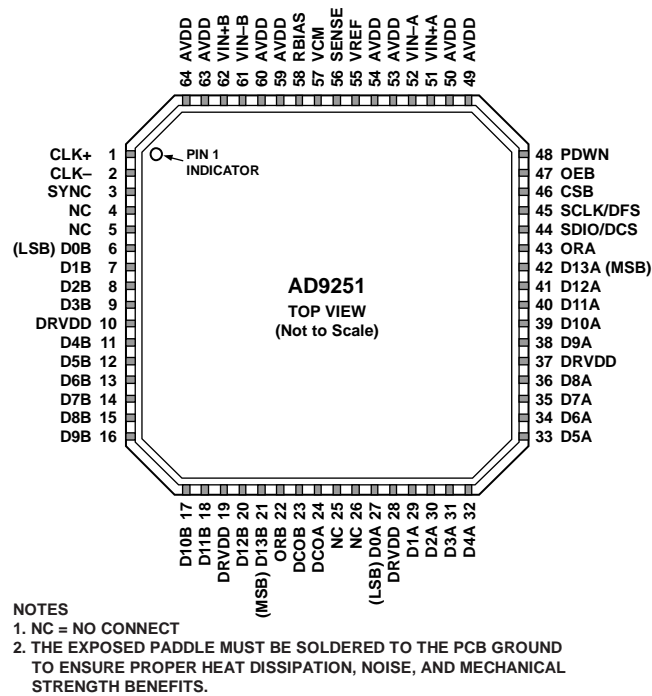 64 AVDD
63 AVDD
62 VIN+B
61 VIN–B
60 AVDD
59 AVDD
58 RBIAS
57 VCM
56 SENSE
55 VREF
54 AVDD
53 AVDD
52 VIN–A
51 VIN+A
50 AVDD
49 AVDD
CLK+ 1
CLK– 2
SYNC 3
NC 4
NC 5
(LSB) D0B 6
D1B 7
D2B 8
D3B 9
DRVDD 10
D4B 11
D5B 12
D6B 13
D7B 14
D8B 15
D9B 16
PIN 1
INDICATOR
AD9251
TOP VIEW
(Not to Scale)
48 PDWN
47 OEB
46 CSB
45 SCLK/DFS
44 SDIO/DCS
43 ORA
42 D13A (MSB)
41 D12A
40 D11A
39 D10A
38 D9A
37 DRVDD
36 D8A
35 D7A
34 D6A
33 D5A
D10B 17
D11B 18
DRVDD 19
D12B 20
(MSB) D13B 21
ORB 22
DCOB 23
DCOA 24
NC 25
NC 26
(LSB) D0A 27
DRVDD 28
D1A 29
D2A 30
D3A 31
D4A 32
NOTES
1. NC = NO CONNECT
2. THE EXPOSED PADDLE MUST BE SOLDERED TO THE PCB GROUND
TO ENSURE PROPER HEAT DISSIPATION, NOISE, AND MECHANICAL
STRENGTH BENEFITS.